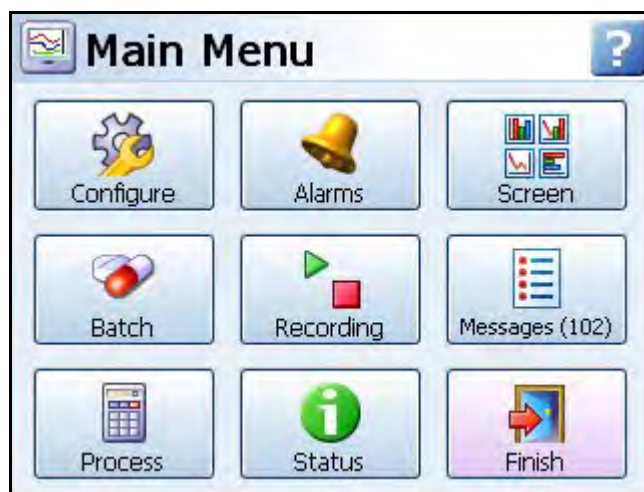 Main Menu ?
Configure Alarms Screen
Batch Recording Messages (102)
Process Status Finish